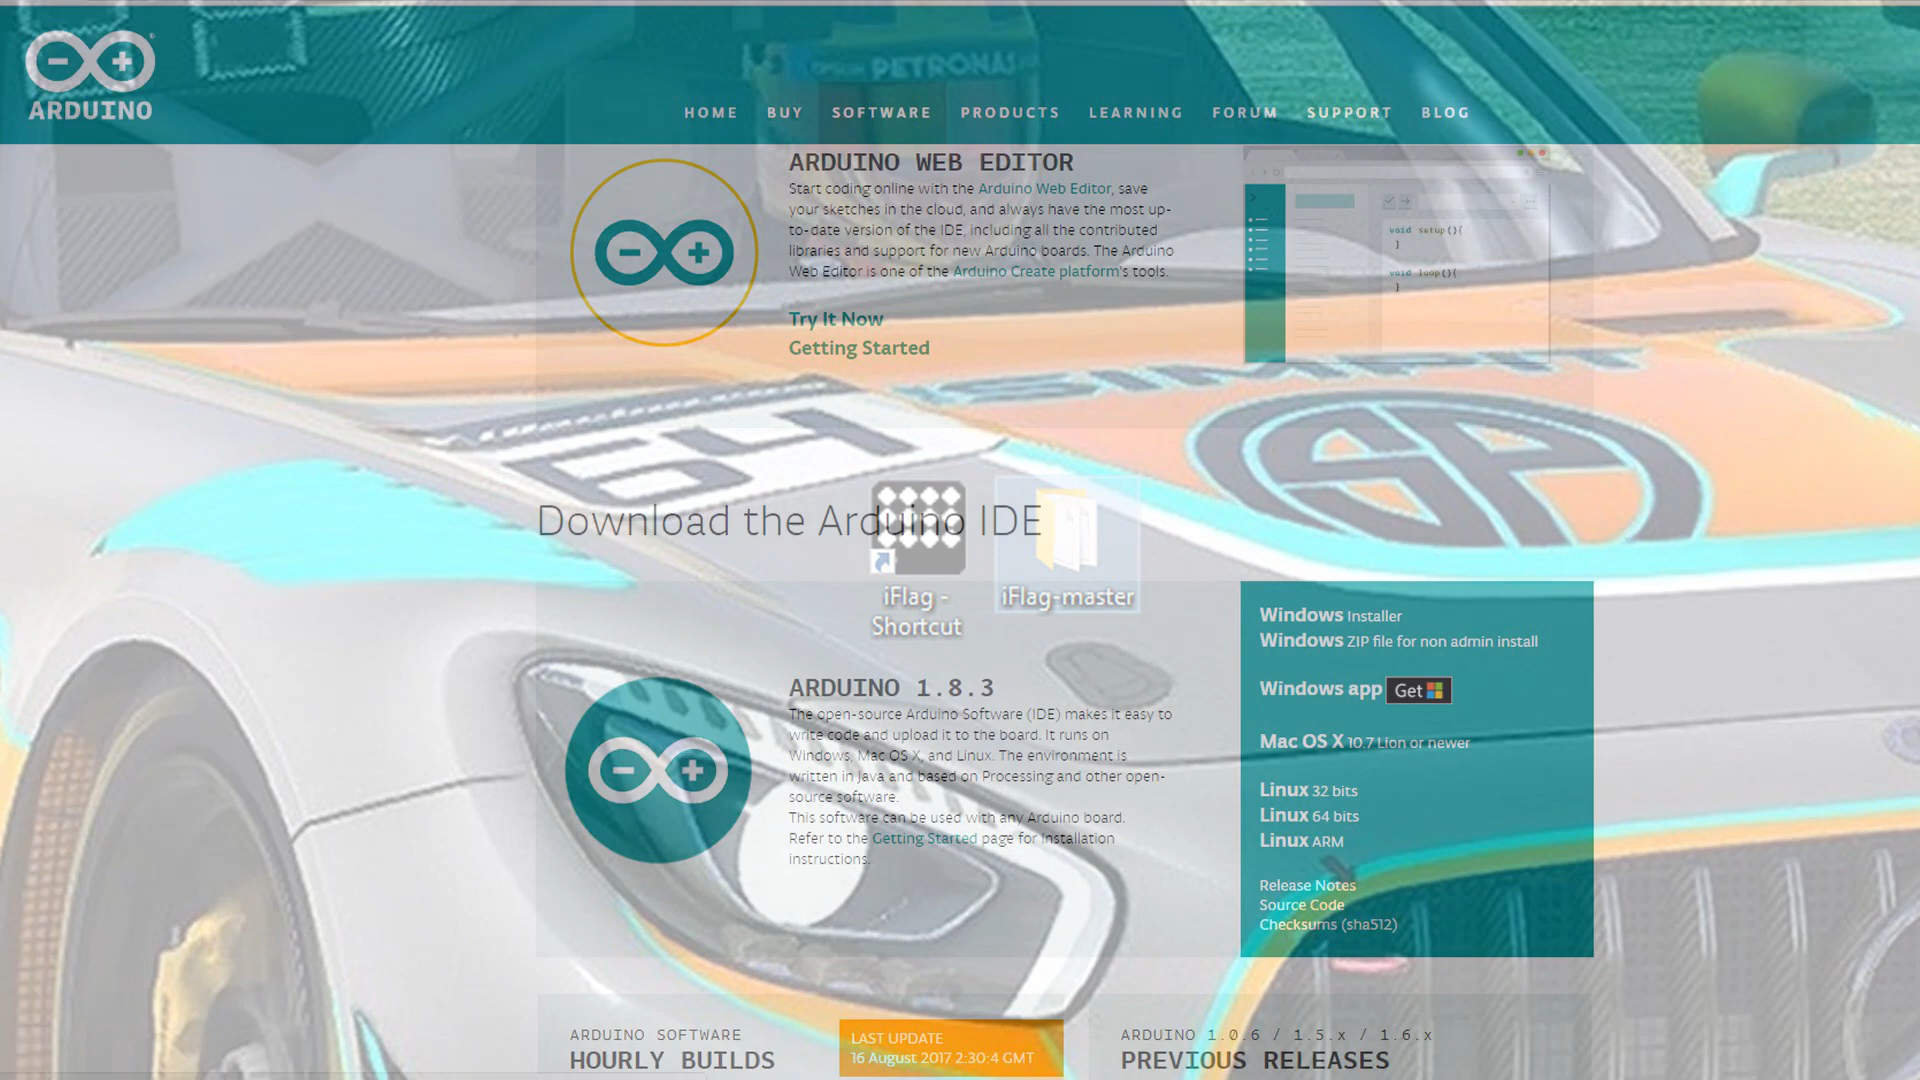 PETRONAS
ARDUINO
HOME BUY SOFTWARE PRODUCTS LEARNING FORUM SUPPORT BLOG
ARDUINO WEB EDITOR
Start coding online with the Arduino Web Editor, save
your sketches in the cloud, and always have the most up-
to-date version of the IDE, including all the contributed
libraries and support for new Arduino boards. The Arduino
Web Editor is one of the Arduino Create platform's tools.
Try It Now
Getting Started
void setup(){
}
void loop(){
}
iSIMPIT
64
SP
Download the Arduino IDE
iFlag -
Shortcut
iFlag-master
ARDUINO 1.8.3
The open-source Arduino Software (IDE) makes it easy to
write code and upload it to the board. It runs on
Windows, Mac OS X, and Linux. The environment is
written in Java and based on Processing and other open-
source software.
This software can be used with any Arduino board.
Refer to the Getting Started page for Installation
instructions.
Windows Installer
Windows ZIP file for non admin install
Windows app Get
Mac OS X 10.7 Lion or newer
Linux 32 bits
Linux 64 bits
Linux ARM
Release Notes
Source Code
Checksums (sha512)
ARDUINO SOFTWARE
HOURLY BUILDS
LAST UPDATE
16 August 2017 2:30:4 GMT
ARDUINO 1.0.6 / 1.5.x / 1.6.x
PREVIOUS RELEASES